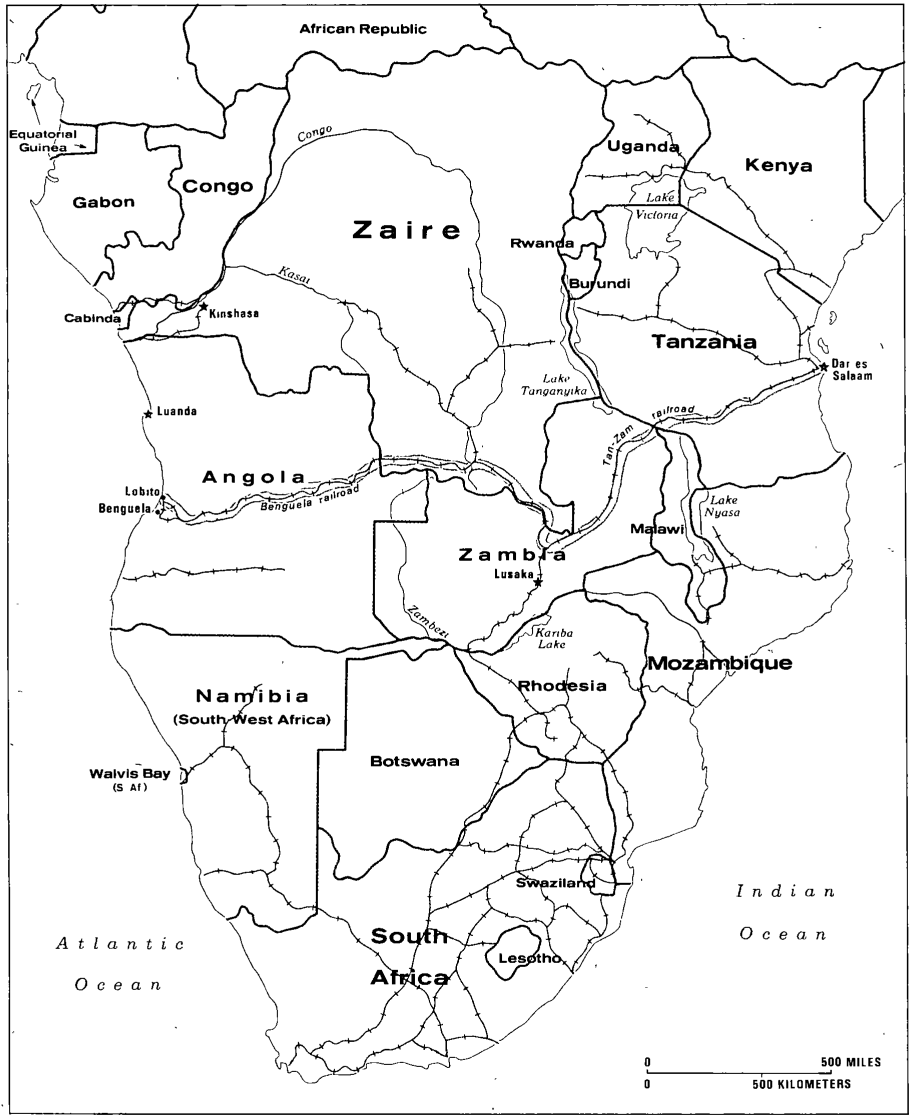 African Republic
Congo
Equatorial
Guinea
Uganda
Kenya
Congo
Gabon
Lake
Victoria
Zaire
Rwanda
Kasai
Burundi
Cabinda
Kinshasa
Tanzania
Dar es
Salaam
Lake
Tanganyika
Luanda
Tan-Zam railroad
Angola
Lobito
Benguela
Benguela railroad
Lake
Nyasa
Malawi
Zambia
Lusaka
Zambezi
Kariba
Lake
Mozambique
Rhodesia
Namibia
(South West Africa)
Botswana
Walvis Bay
(S Af)
Swaziland
Indian
Ocean
Atlantic
Ocean
South
Africa
Lesotho
0 500 MILES
0 500 KILOMETERS